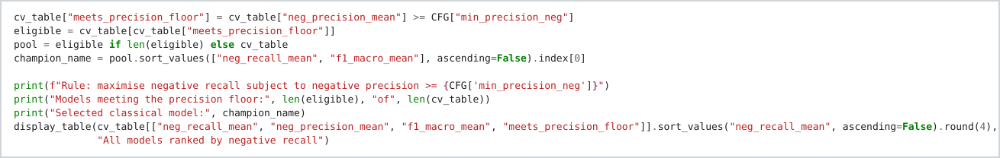 cv_table["meets_precision_floor"] = cv_table["neg_precision_mean"] >= CFG["min_precision_neg"]
eligible = cv_table[cv_table["meets_precision_floor"]]
pool = eligible if len(eligible) else cv_table
champion_name = pool.sort_values(["neg_recall_mean", "f1_macro_mean"], ascending=False).index[0]

print(f"Rule: maximise negative recall subject to negative precision >= {CFG['min_precision_neg']}")
print("Models meeting the precision floor:", len(eligible), "of", len(cv_table))
print("Selected classical model:", champion_name)
display_table(cv_table[["neg_recall_mean", "neg_precision_mean", "f1_macro_mean", "meets_precision_floor"]].sort_values("neg_recall_mean", ascending=False).round(4),
              "All models ranked by negative recall")